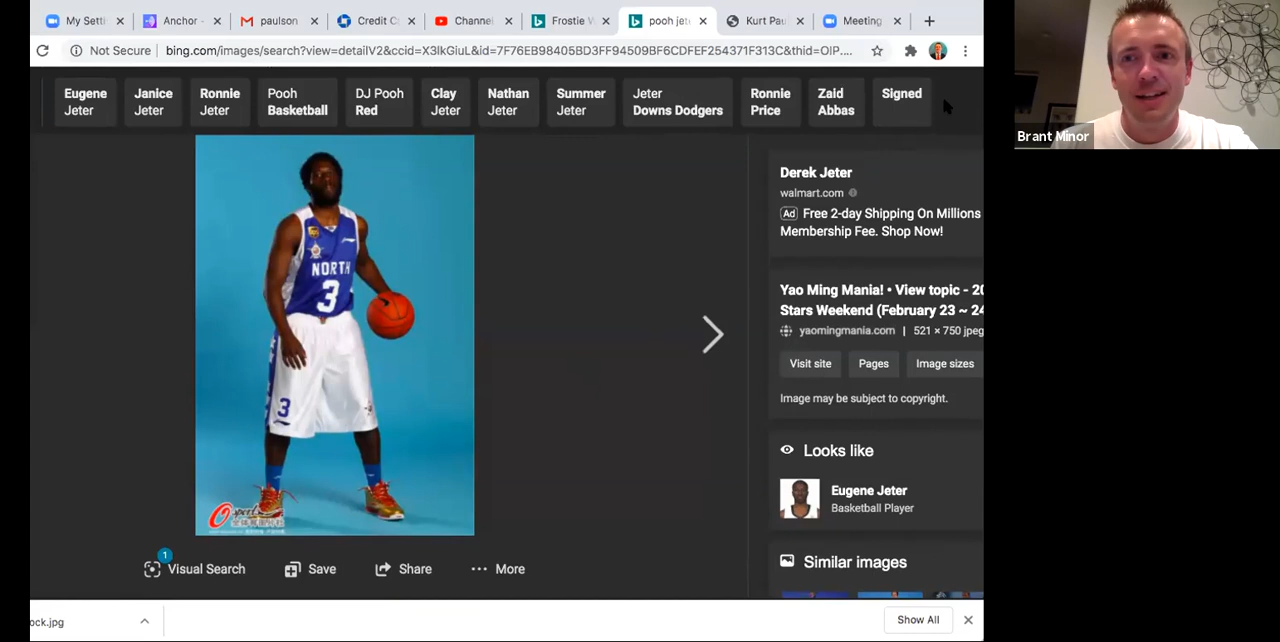 My Setti
Anchor -
paulson
Credit C
Channel
Frostie W
pooh jete
Kurt Pau
Meeting
Not Secure
bing.com/images/search?view=detailV2&ccid=X3lkGiuL&id=7F76EB98405BD3FF94509BF6CDFEF254371F313C&thid=OIP....
Eugene
Jeter
Janice
Jeter
Ronnie
Jeter
Pooh
Basketball
DJ Pooh
Red
Clay
Jeter
Nathan
Jeter
Summer
Jeter
Jeter
Downs Dodgers
Ronnie
Price
Zaid
Abbas
Signed
Brant Minor
NORTH
3
3
Osports
Derek Jeter
walmart.com
Ad Free 2-day Shipping On Millions
Membership Fee. Shop Now!
Yao Ming Mania! • View topic - 20
Stars Weekend (February 23 ~ 24
yaomingmania.com | 521 × 750 jpeg
Visit site
Pages
Image sizes
Image may be subject to copyright.
Looks like
Eugene Jeter
Basketball Player
Similar images
1
Visual Search
Save
Share
More
ock.jpg
Show All